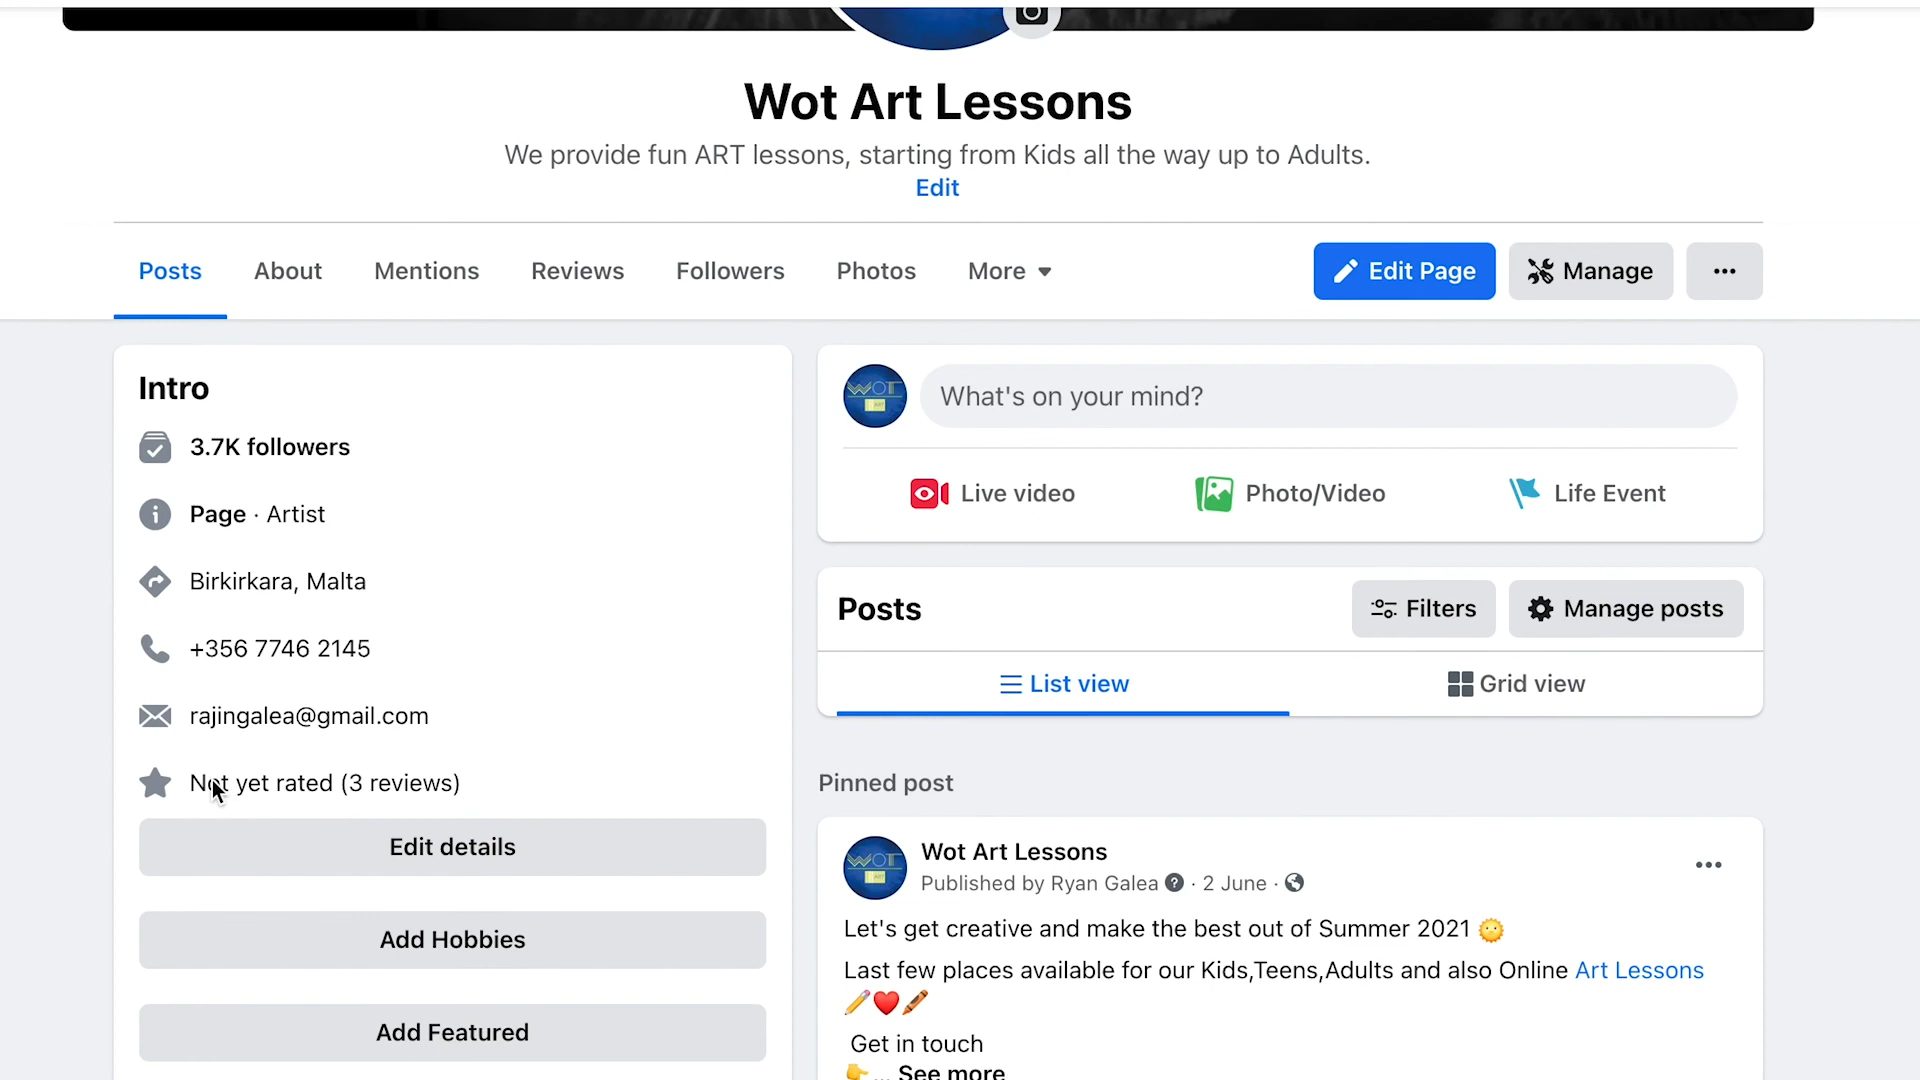 Wot Art Lessons
We provide fun ART lessons, starting from Kids all the way up to Adults.
Edit
Posts About Mentions Reviews Followers Photos More
Edit Page Manage
Intro
3.7K followers
Page · Artist
Birkirkara, Malta
+356 7746 2145
rajingalea@gmail.com
Not yet rated (3 reviews)
Edit details
Add Hobbies
Add Featured
WOT
ART
What's on your mind?
Live video Photo/Video Life Event
Posts Filters Manage posts
List view Grid view
Pinned post
WOT
ART
Wot Art Lessons
Published by Ryan Galea · 2 June ·
Let's get creative and make the best out of Summer 2021 🌞
Last few places available for our Kids,Teens,Adults and also Online Art Lessons
✏️❤️🖍️
Get in touch
👇... See more